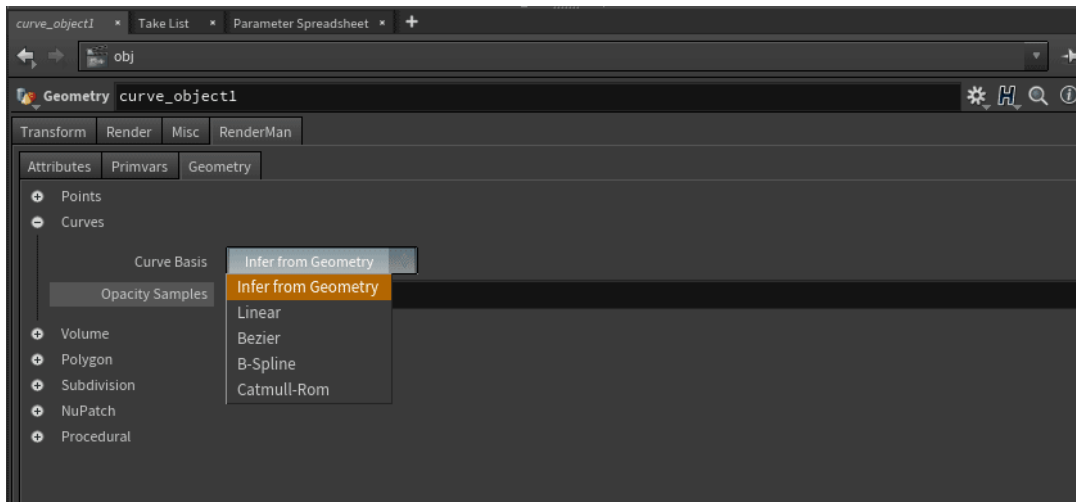 curve_object1 × Take List × Parameter Spreadsheet × +
obj
Geometry curve_object1
Transform Render Misc RenderMan
Attributes Primvars Geometry
Points
Curves
Curve Basis Infer from Geometry
Infer from Geometry
Opacity Samples
Linear
Bezier
B-Spline
Catmull-Rom
Volume
Polygon
Subdivision
NuPatch
Procedural